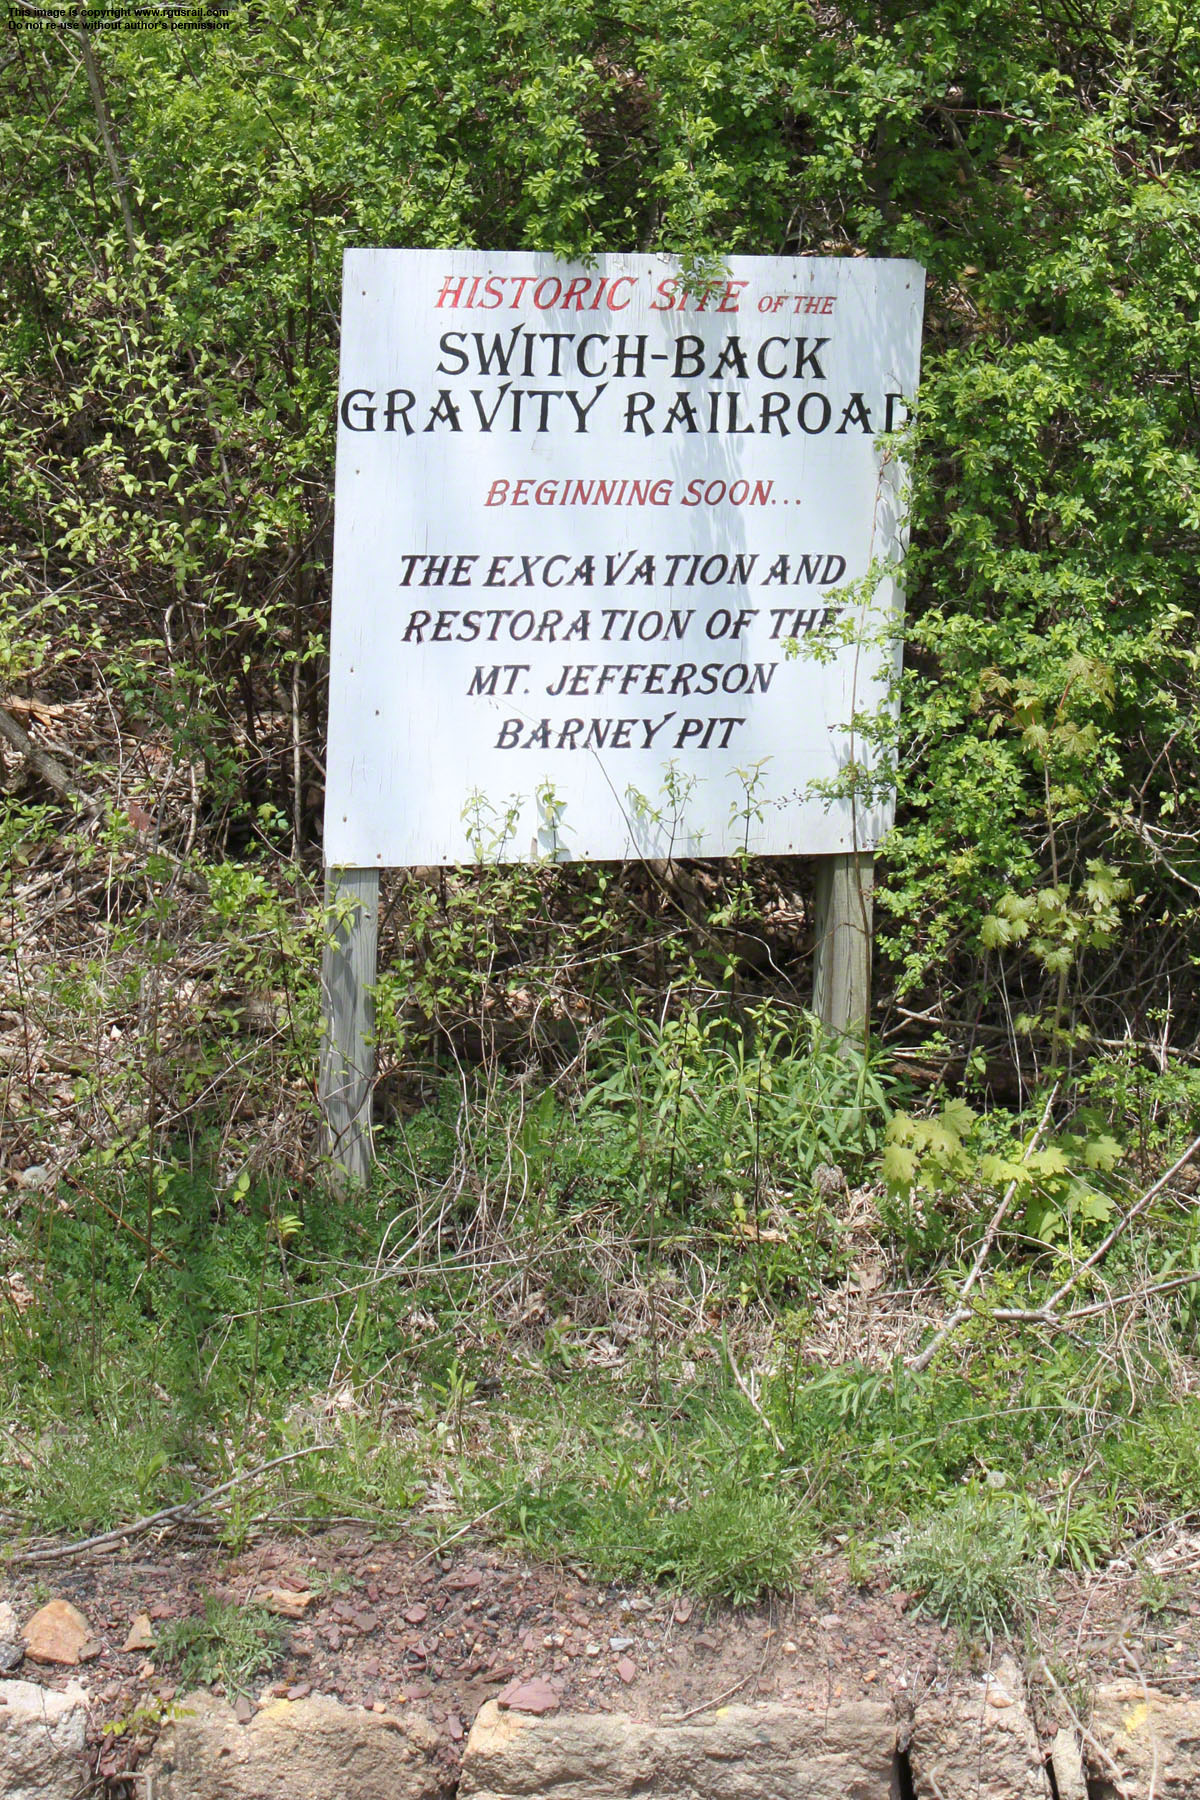 This image is copyright www.rgusrail.com
Do not re-use without author's permission
HISTORIC SITE OF THE
SWITCH-BACK
GRAVITY RAILROAD
BEGINNING SOON...
THE EXCAVATION AND
RESTORATION OF THE
MT. JEFFERSON
BARNEY PIT